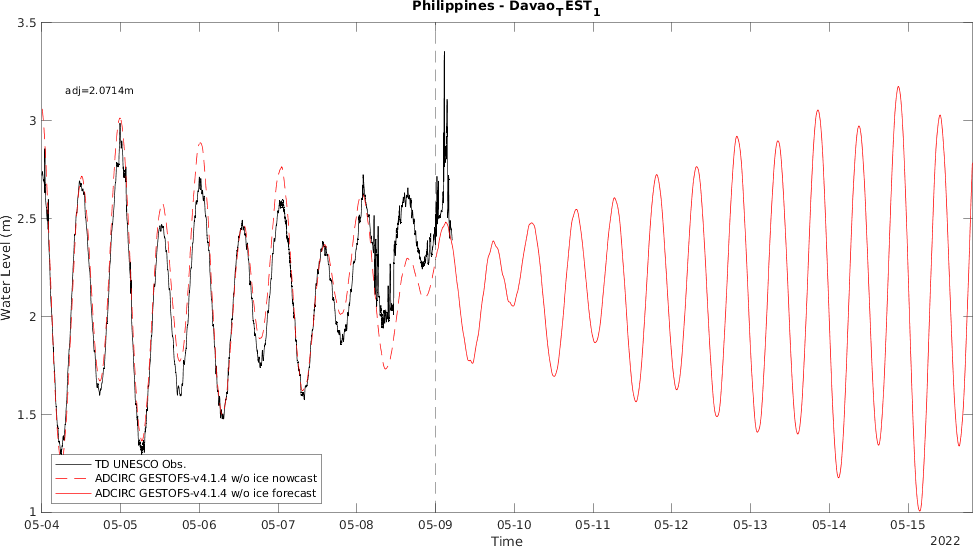 Philippines - Davao_TEST_1
3.5
adj=2.0714m
3
2.5
Water Level (m)
2
1.5
TD UNESCO Obs.
ADCIRC GESTOFS-v4.1.4 w/o ice nowcast
ADCIRC GESTOFS-v4.1.4 w/o ice forecast
1
05-04 05-05 05-06 05-07 05-08 05-09 05-10 05-11 05-12 05-13 05-14 05-15
Time
2022